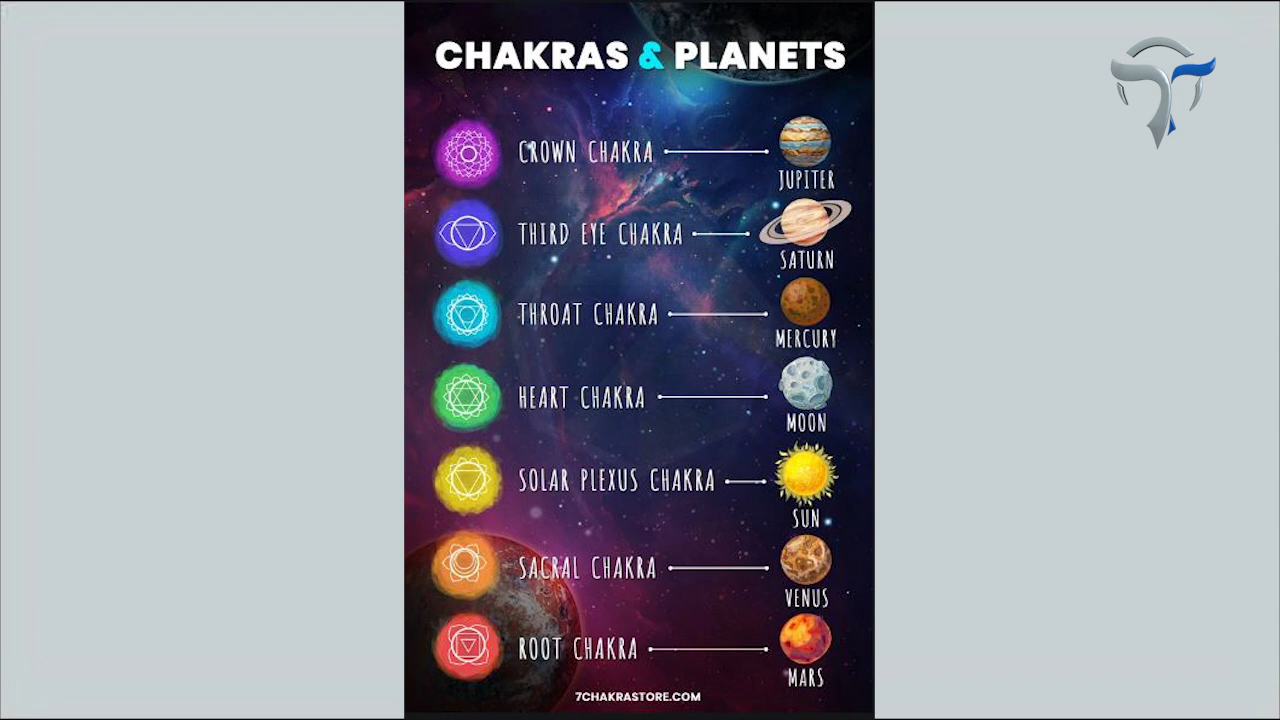 CHAKRAS & PLANETS
CROWN CHAKRA
JUPITER
THIRD EYE CHAKRA
SATURN
THROAT CHAKRA
MERCURY
HEART CHAKRA
MOON
SOLAR PLEXUS CHAKRA
SUN
SACRAL CHAKRA
VENUS
ROOT CHAKRA
MARS
7CHAKRASTORE.COM